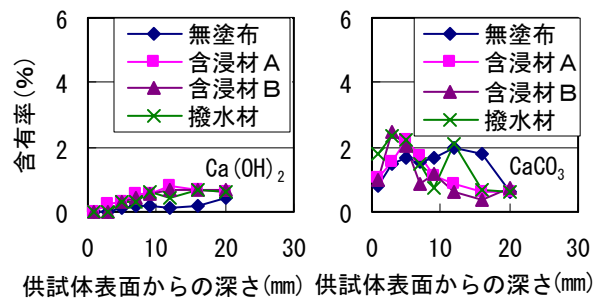 6
4
2
0
含有率(%)
無塗布
含浸材A
含浸材B
撥水材
Ca(OH)2
0 10 20 30
供試体表面からの深さ(mm)
6
4
2
0
無塗布
含浸材A
含浸材B
撥水材
CaCO3
0 10 20 30
供試体表面からの深さ(mm)